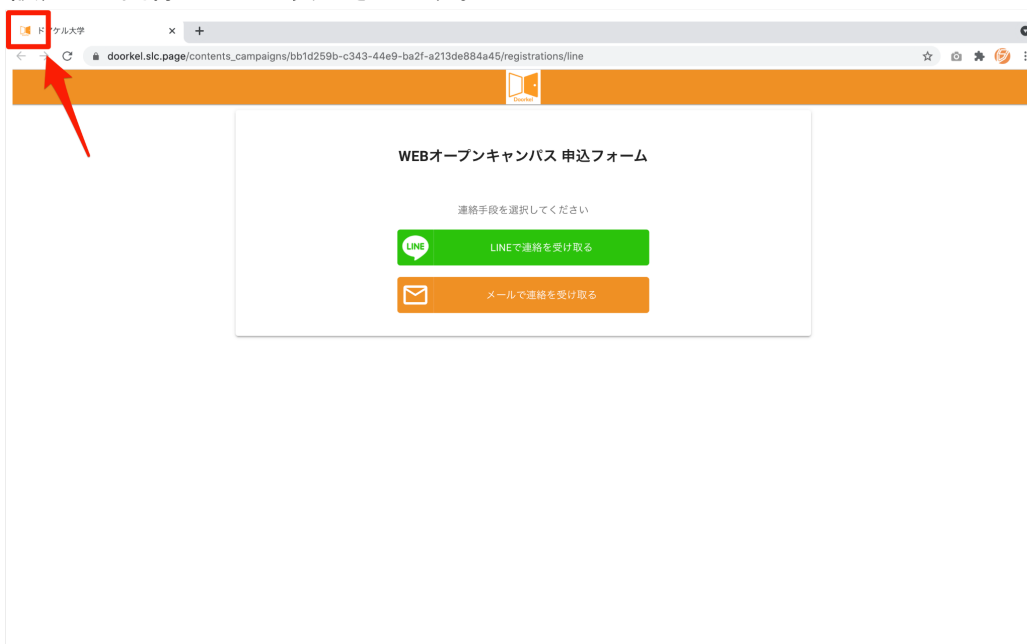 ドアケル大学
doorkel.slc.page/contents_campaigns/bb1d259b-c343-44e9-ba2f-a213de884a45/registrations/line
Doorkel
WEBオープンキャンパス 申込フォーム
連絡手段を選択してください
LINE
LINEで連絡を受け取る
メールで連絡を受け取る